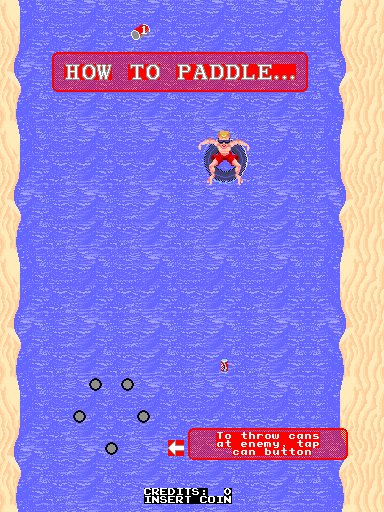 HOW TO PADDLE...
To throw cans
at enemy, tap
can button
CREDITS: 0
INSERT COIN